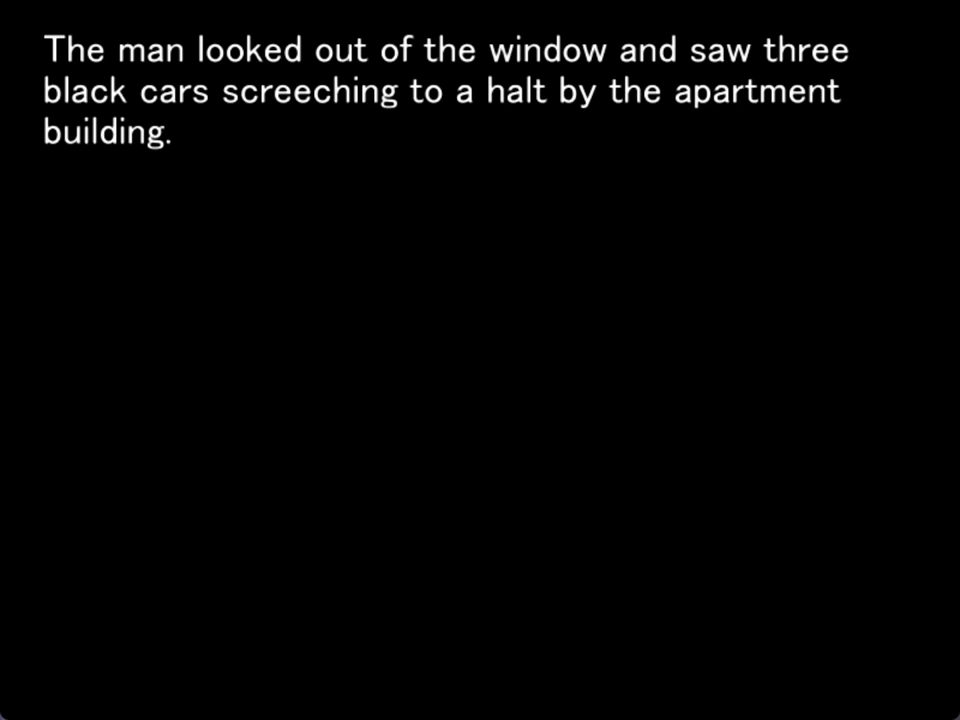 The man looked out of the window and saw three
black cars screeching to a halt by the apartment
building.